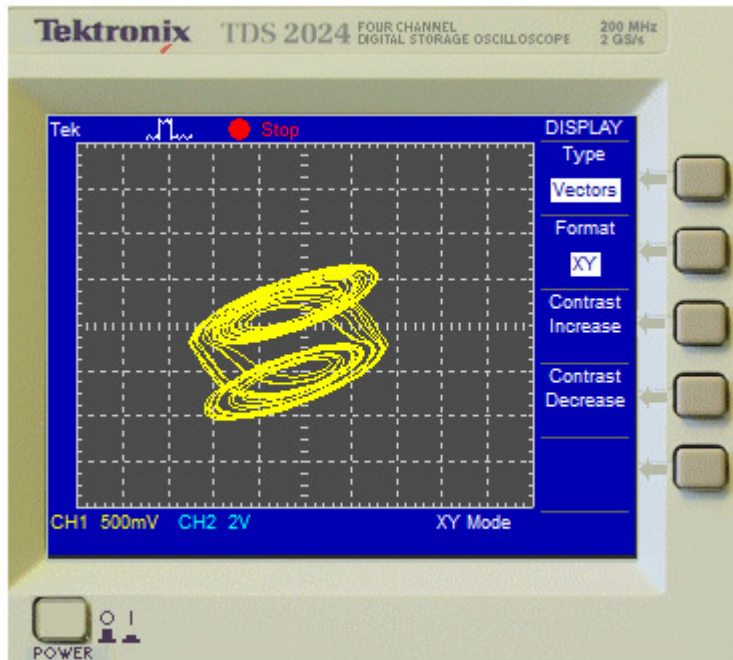 Tektronix TDS 2024 FOUR CHANNEL DIGITAL STORAGE OSCILLOSCOPE 200 MHz 2 GS/s
Tek Stop DISPLAY
Type
Vectors
Format
XY
Contrast
Increase
Contrast
Decrease
CH1 500mV CH2 2V XY Mode
POWER